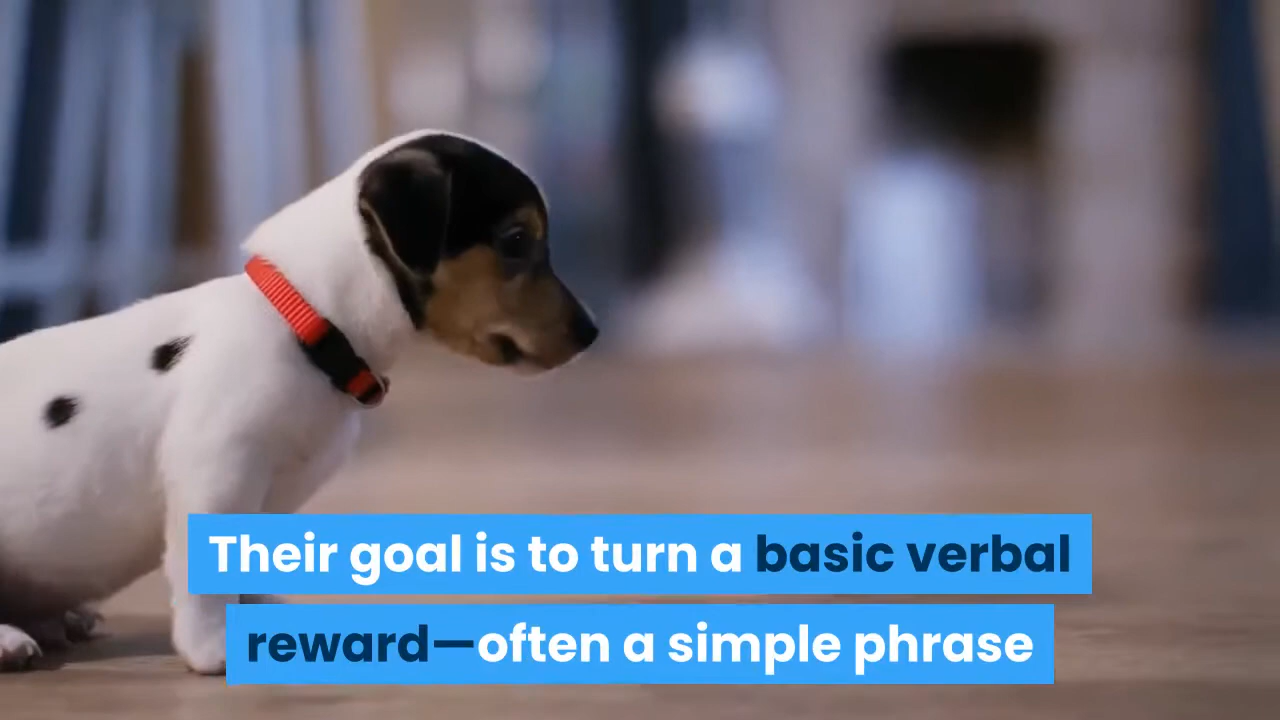 Their goal is to turn a basic verbal
reward—often a simple phrase